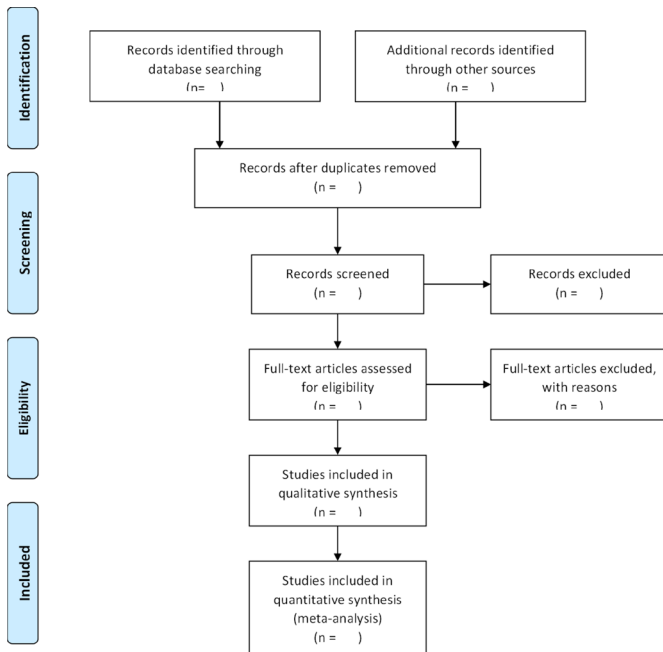 Identification
Records identified through
database searching
(n= )
Additional records identified
through other sources
(n = )
Records after duplicates removed
(n = )
Screening
Records screened
(n = )
Records excluded
(n = )
Eligibility
Full-text articles assessed
for eligibility
(n = )
Full-text articles excluded,
with reasons
(n = )
Studies included in
qualitative synthesis
(n = )
Included
Studies included in
quantitative synthesis
(meta-analysis)
(n = )